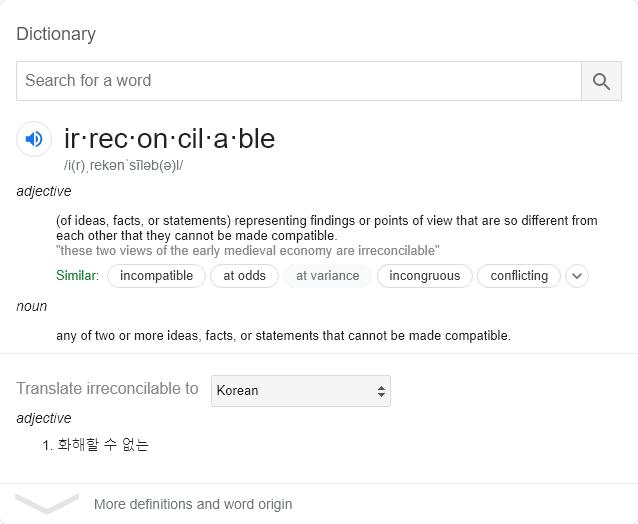 Dictionary
Search for a word
ir·rec·on·cil·a·ble
/i(r)ˌrekənˈsīləb(ə)l/
adjective
(of ideas, facts, or statements) representing findings or points of view that are so different from
each other that they cannot be made compatible.
"these two views of the early medieval economy are irreconcilable"
Similar: incompatible at odds at variance incongruous conflicting
noun
any of two or more ideas, facts, or statements that cannot be made compatible.
Translate irreconcilable to Korean
adjective
1. 화해할 수 없는
More definitions and word origin